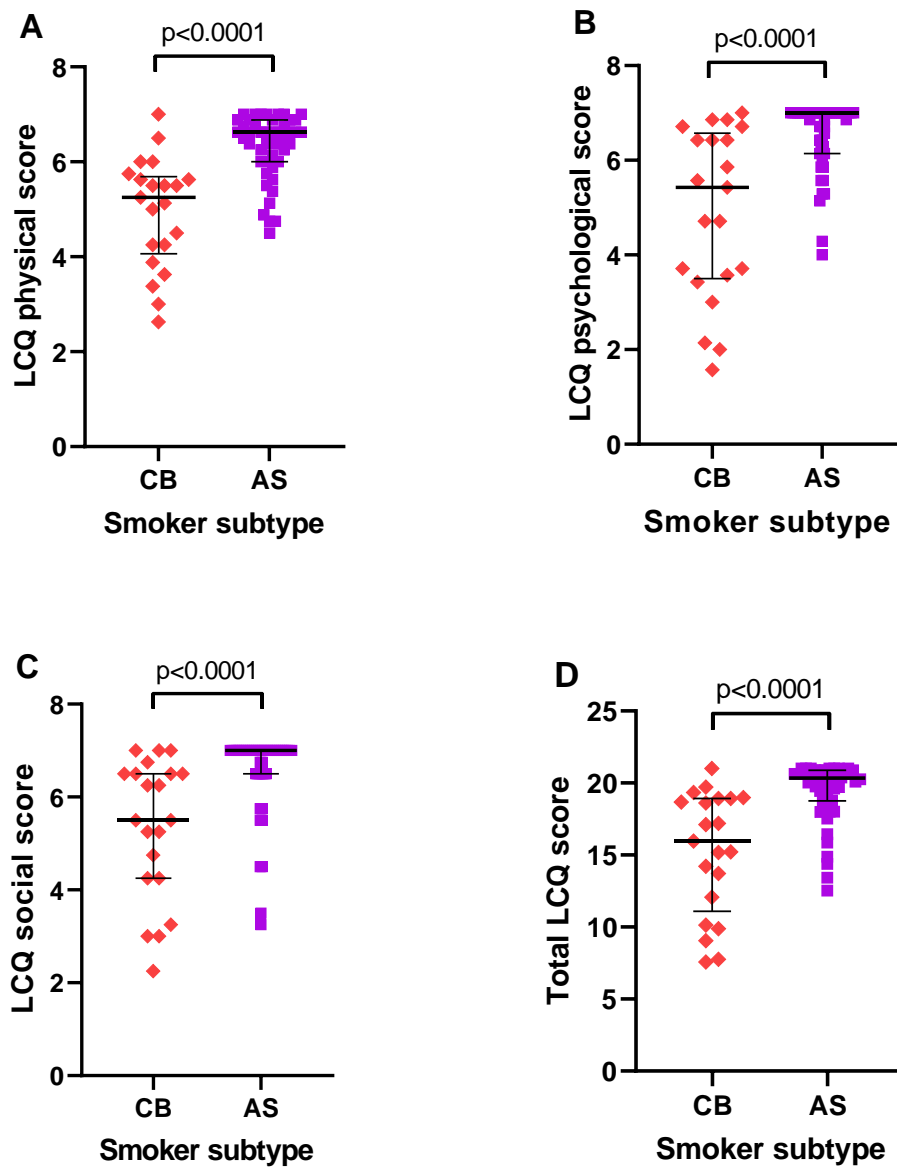 A
p<0.0001
LCQ physical score
8
6
4
2
0
CB AS
Smoker subtype
B
p<0.0001
LCQ psychological score
8
6
4
2
0
CB AS
Smoker subtype
C
p<0.0001
LCQ social score
8
6
4
2
0
CB AS
Smoker subtype
D
p<0.0001
Total LCQ score
25
20
15
10
5
0
CB AS
Smoker subtype